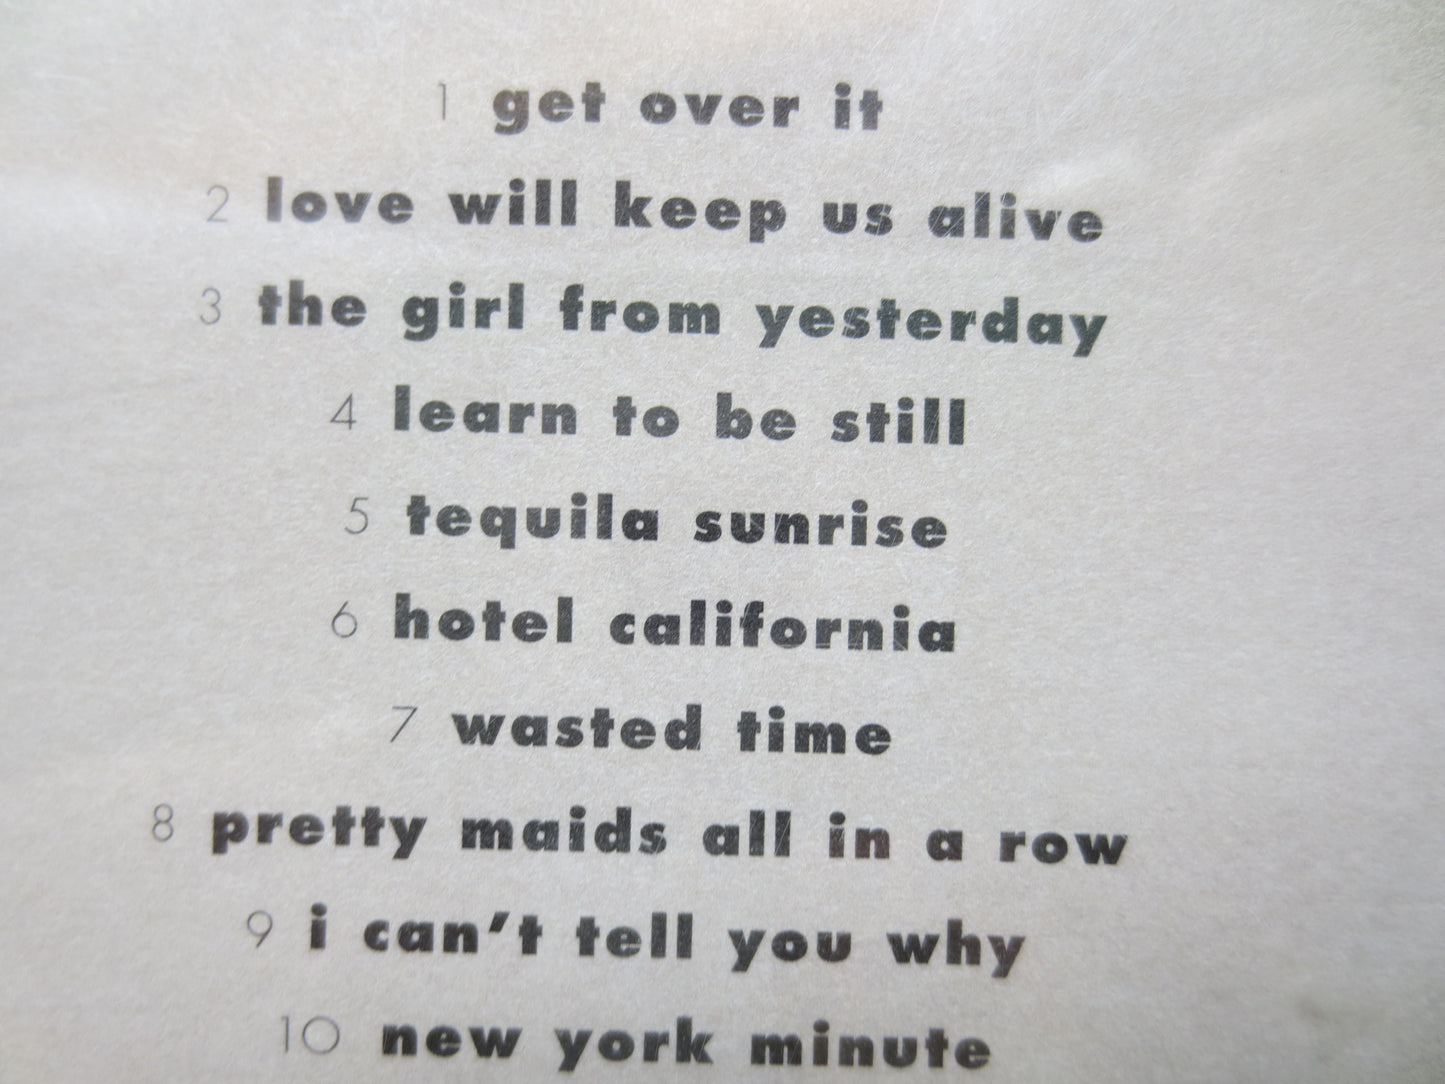 1 get over it
2 love will keep us alive
3 the girl from yesterday
4 learn to be still
5 tequila sunrise
6 hotel california
7 wasted time
8 pretty maids all in a row
9 i can't tell you why
10 new york minute